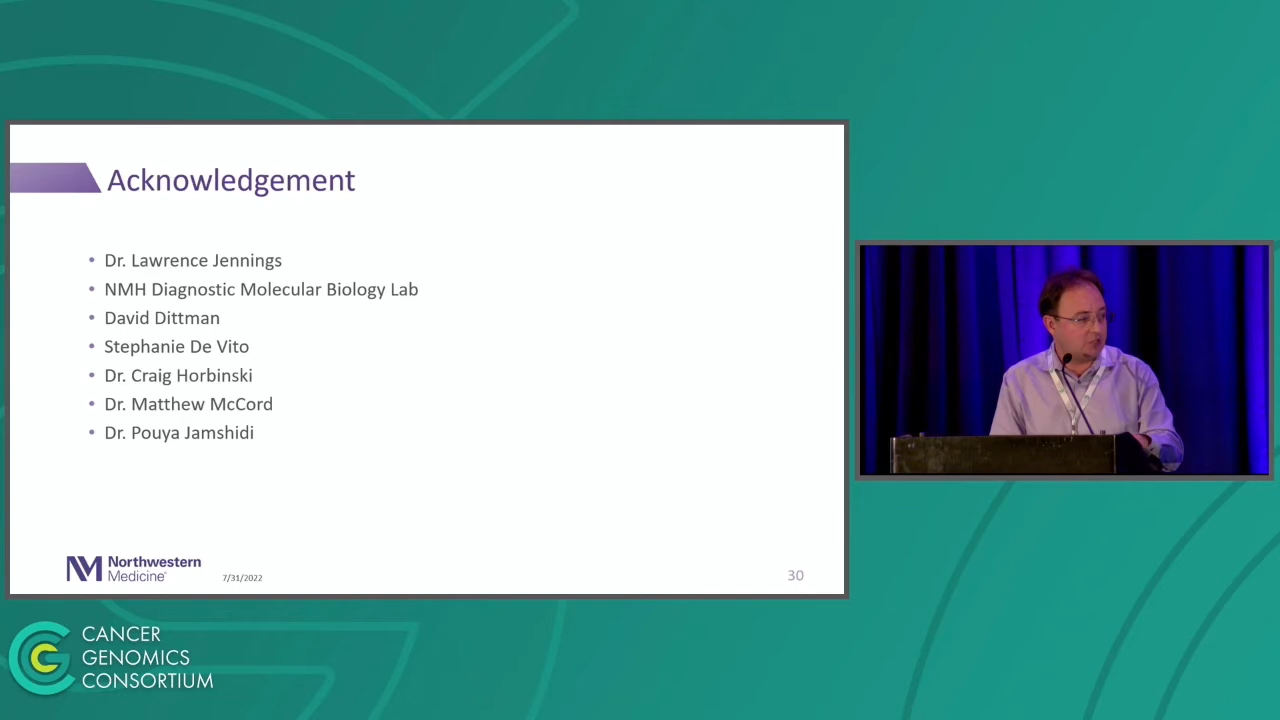 Acknowledgement
• Dr. Lawrence Jennings
• NMH Diagnostic Molecular Biology Lab
• David Dittman
• Stephanie De Vito
• Dr. Craig Horbinski
• Dr. Matthew McCord
• Dr. Pouya Jamshidi
NM Northwestern
Medicine®
7/31/2022
30
CANCER
GENOMICS
CONSORTIUM